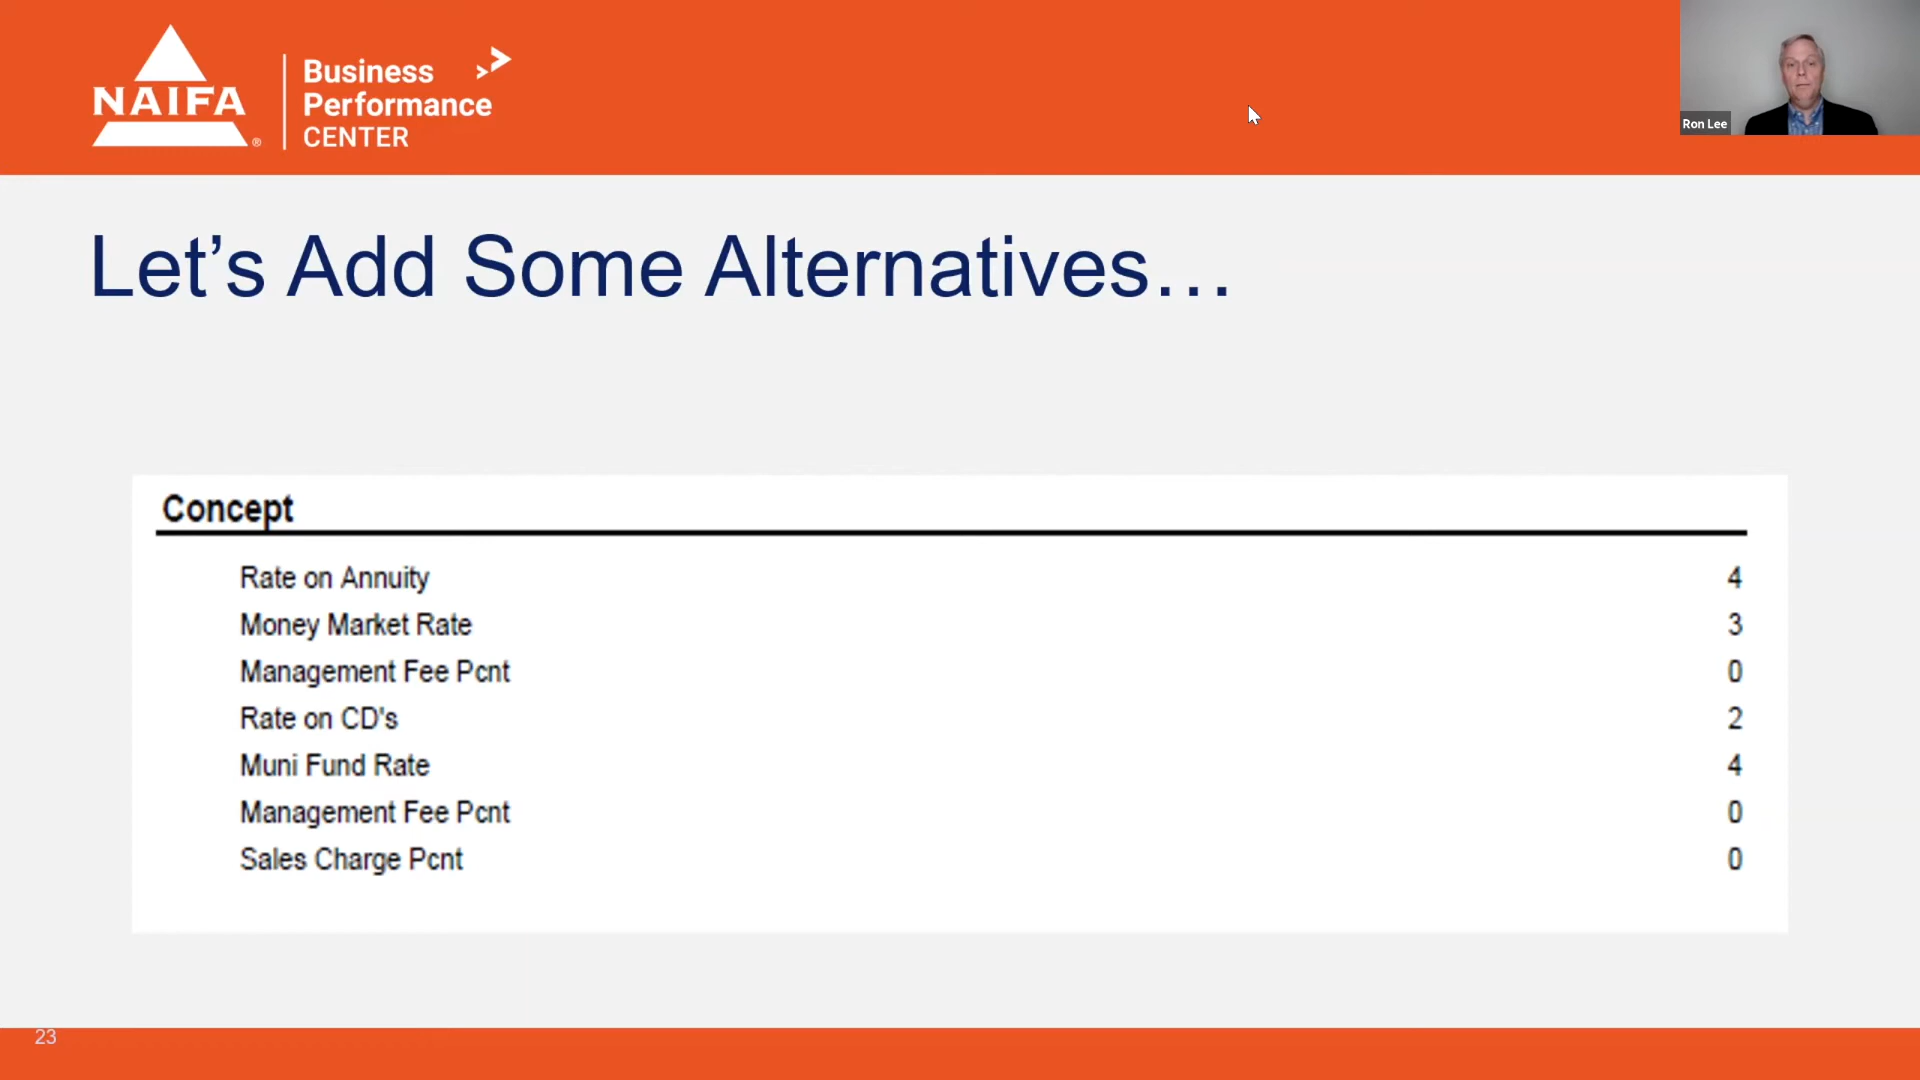 NAIFA®
Business
Performance
CENTER
Ron Lee
Let’s Add Some Alternatives…
Concept
Rate on Annuity 4
Money Market Rate 3
Management Fee Pcnt 0
Rate on CD's 2
Muni Fund Rate 4
Management Fee Pcnt 0
Sales Charge Pcnt 0
23